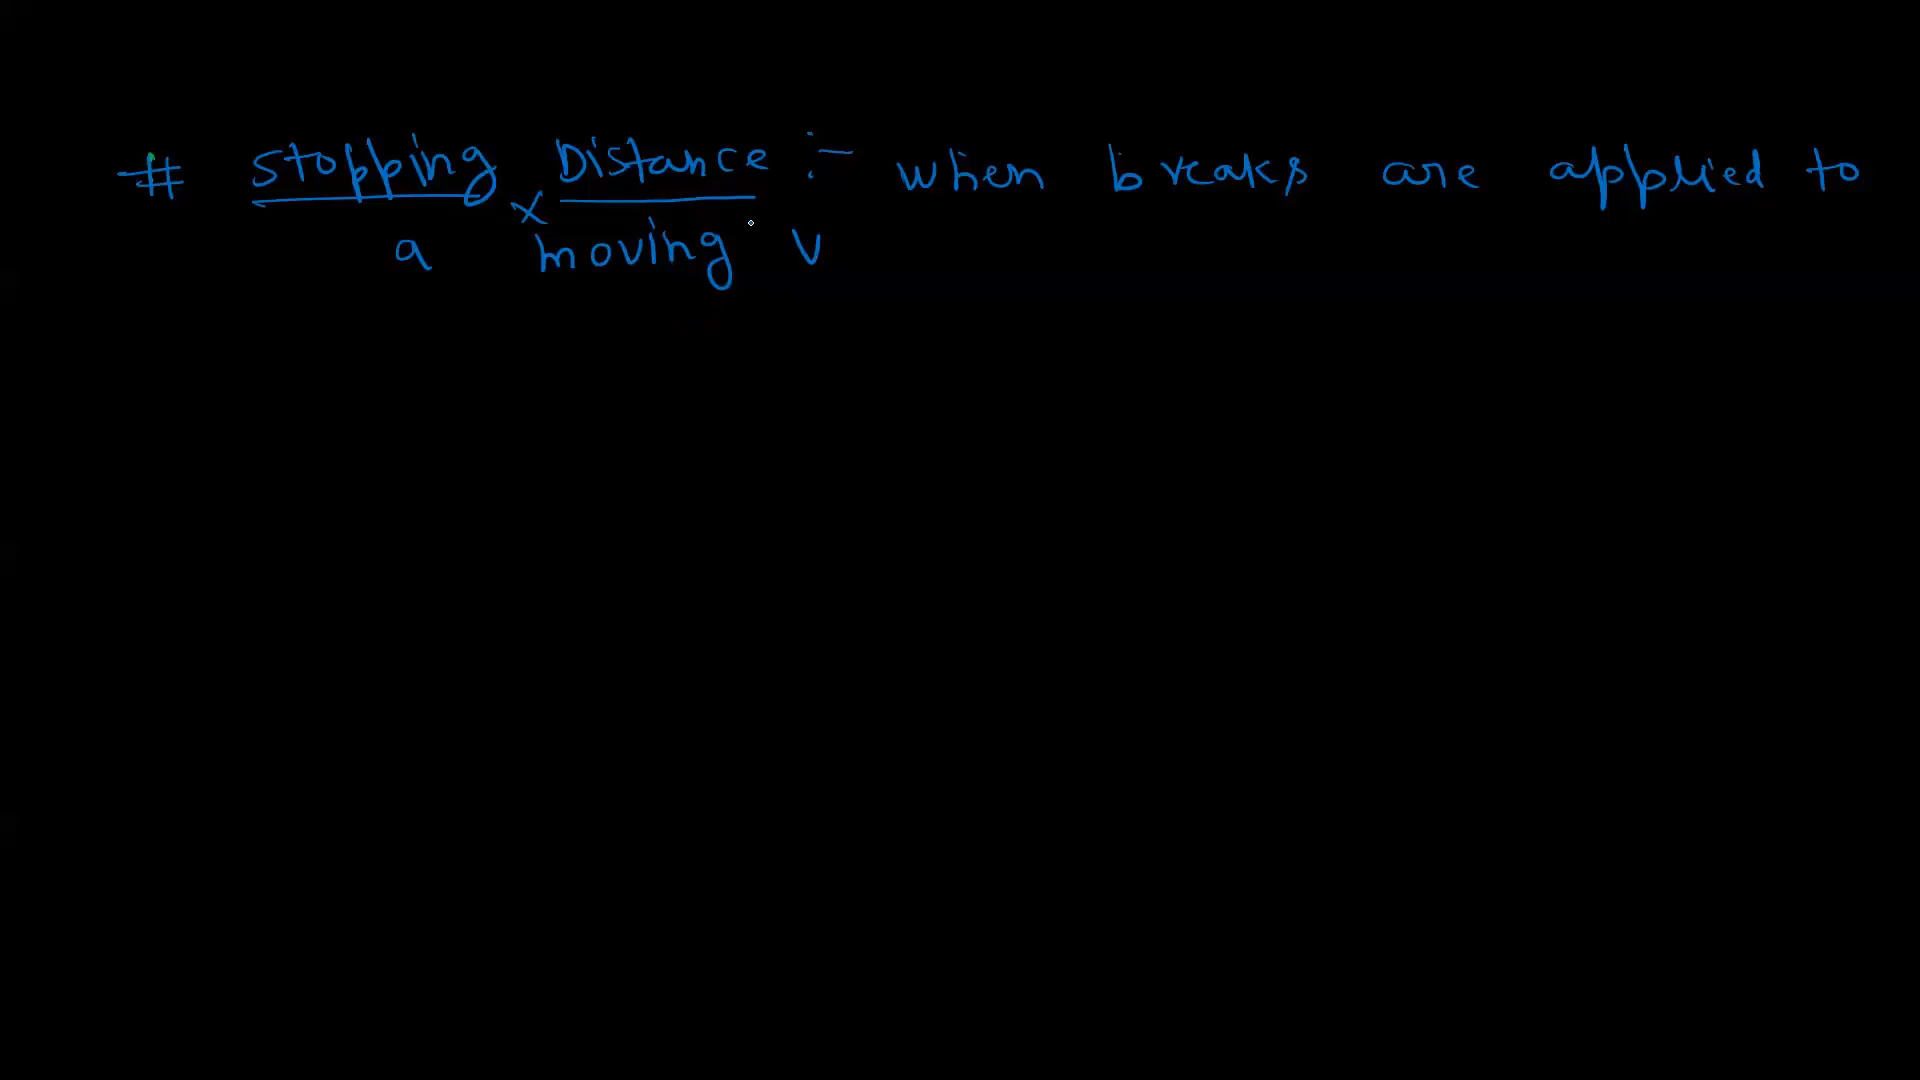 # Stopping Distance :- when breaks are applied to
x
a moving v